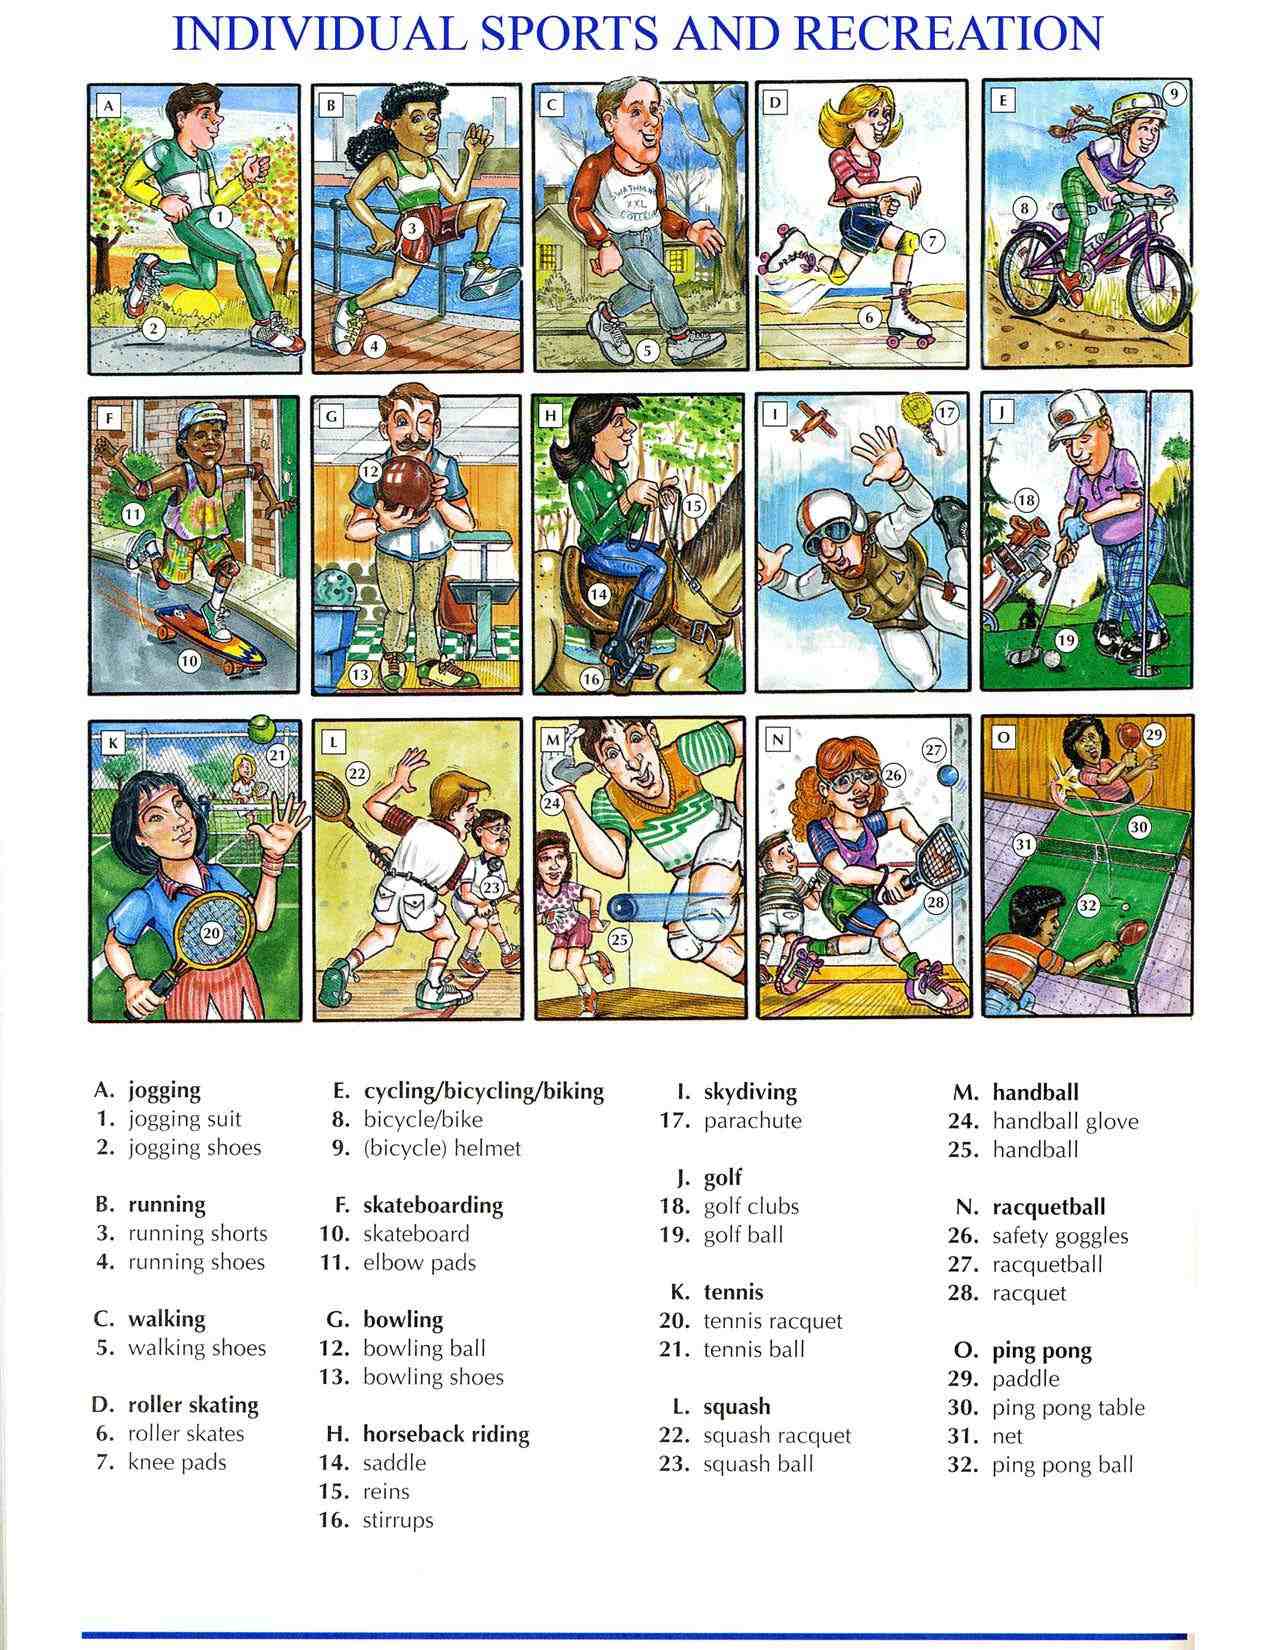 INDIVIDUAL SPORTS AND RECREATION
A B C D E 9
8
1 3 7
2 4 5 6
F G H I 17 J
12
11 15 18
14
10 13 16 19
K L M N O 29
21 22 27
24 26 30
31
20 23 25 28 32
XXL
A. jogging
1. jogging suit
2. jogging shoes
B. running
3. running shorts
4. running shoes
C. walking
5. walking shoes
D. roller skating
6. roller skates
7. knee pads
E. cycling/bicycling/biking
8. bicycle/bike
9. (bicycle) helmet
F. skateboarding
10. skateboard
11. elbow pads
G. bowling
12. bowling ball
13. bowling shoes
H. horseback riding
14. saddle
15. reins
16. stirrups
I. skydiving
17. parachute
J. golf
18. golf clubs
19. golf ball
K. tennis
20. tennis racquet
21. tennis ball
L. squash
22. squash racquet
23. squash ball
M. handball
24. handball glove
25. handball
N. racquetball
26. safety goggles
27. racquetball
28. racquet
O. ping pong
29. paddle
30. ping pong table
31. net
32. ping pong ball